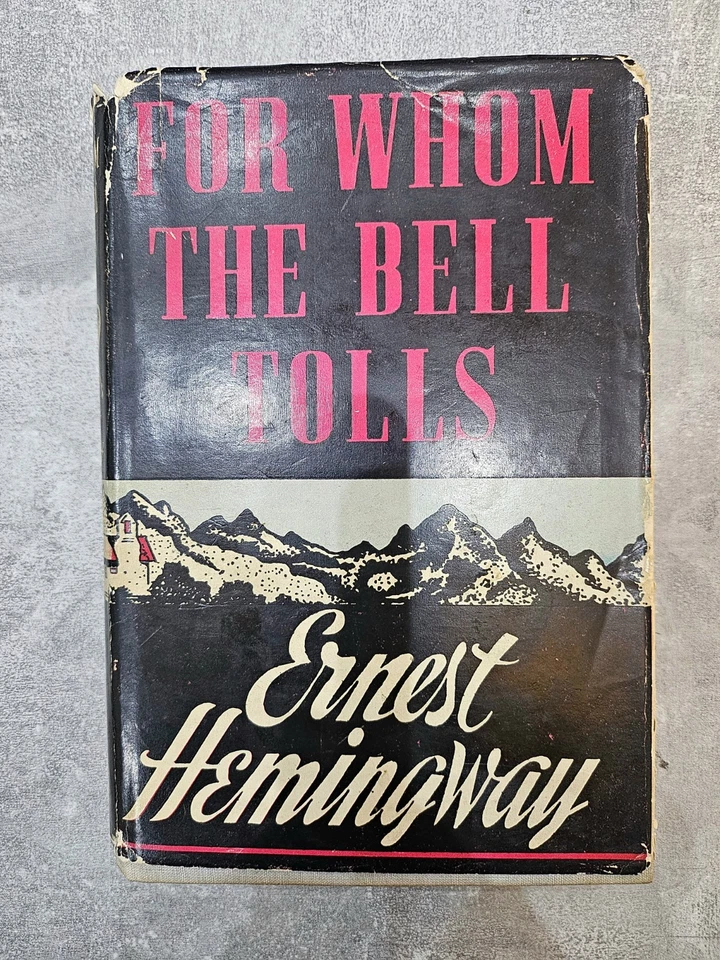 FOR WHOM
THE BELL
TOLLS
Ernest
Hemingway